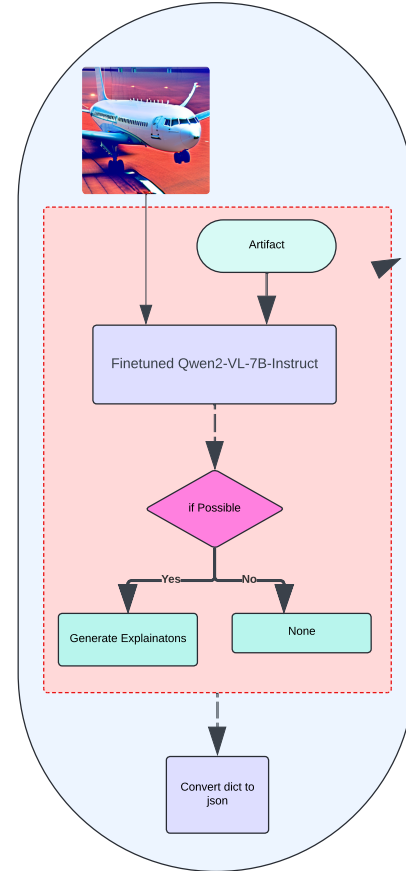 Artifact
Finetuned Qwen2-VL-7B-Instruct
if Possible
Yes
No
Generate Explainatons
None
Convert dict to
json